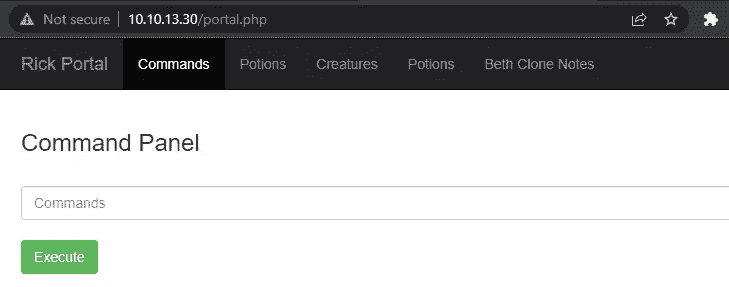 Not secure 10.10.13.30/portal.php
Rick Portal Commands Potions Creatures Potions Beth Clone Notes
Command Panel
Commands
Execute